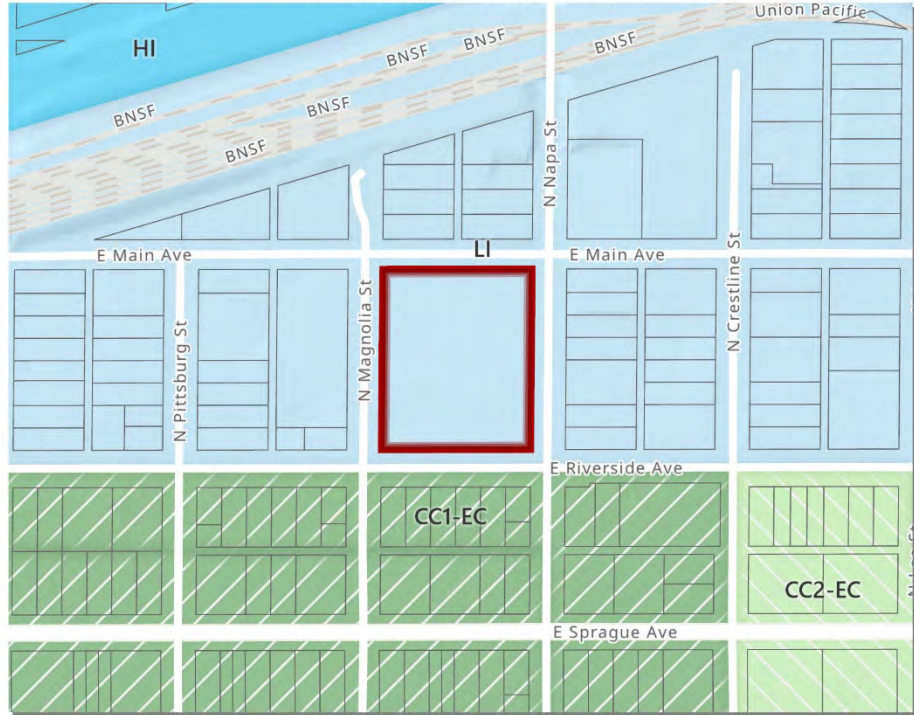 Union Pacific
HI
BNSF
BNSF
BNSF
BNSF
BNSF
N Napa St
E Main Ave
LI
E Main Ave
N Crestline St
N Magnolia St
N Pittsburg St
E Riverside Ave
CC1-EC
CC2-EC
E Sprague Ave